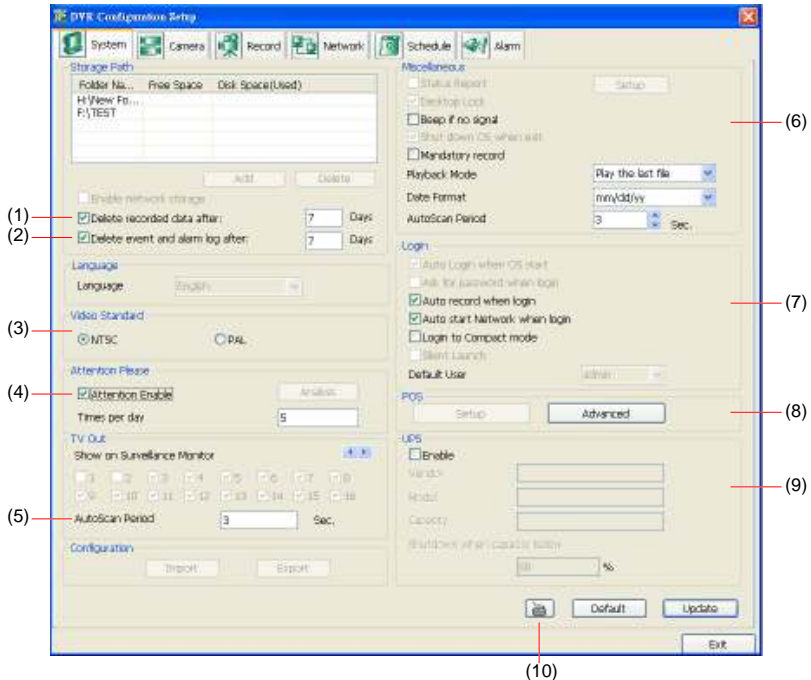 DVR Configuration Setup
System Camera Record Network Schedule Alarm
Storage Path
Folder Na... Free Space Disk Space(Used)
H:\New Fo...
F:\TEST
Add Delete
Enable network storage
(1) Delete recorded data after: 7 Days
(2) Delete event and alarm log after: 7 Days
Language
Language English
Video Standard
(3) NTSC PAL
Attention Please
(4) Attention Enable Analysis
Times per day 5
TV Out
Show on Surveillance Monitor
1 2 3 4 5 6 7 8
9 10 11 12 13 14 15 16
(5) AutoScan Period 3 Sec.
Configuration
Import Export
Miscellaneous
Status Report Setup
Desktop Lock
Beep if no signal (6)
Shut down OS when exit
Mandatory record
Playback Mode Play the last file
Date Format mm/dd/yy
AutoScan Period 3 Sec.
Login
Auto Login when OS start
Ask for password when login
Auto record when login (7)
Auto start Network when login
Login to Compact mode
Silent Launch
Default User admin
POS
Setup Advanced (8)
UPS
Enable
Vendor
Model (9)
Capacity
Shutdown when capacity below
%
Default Update
Exit
(10)